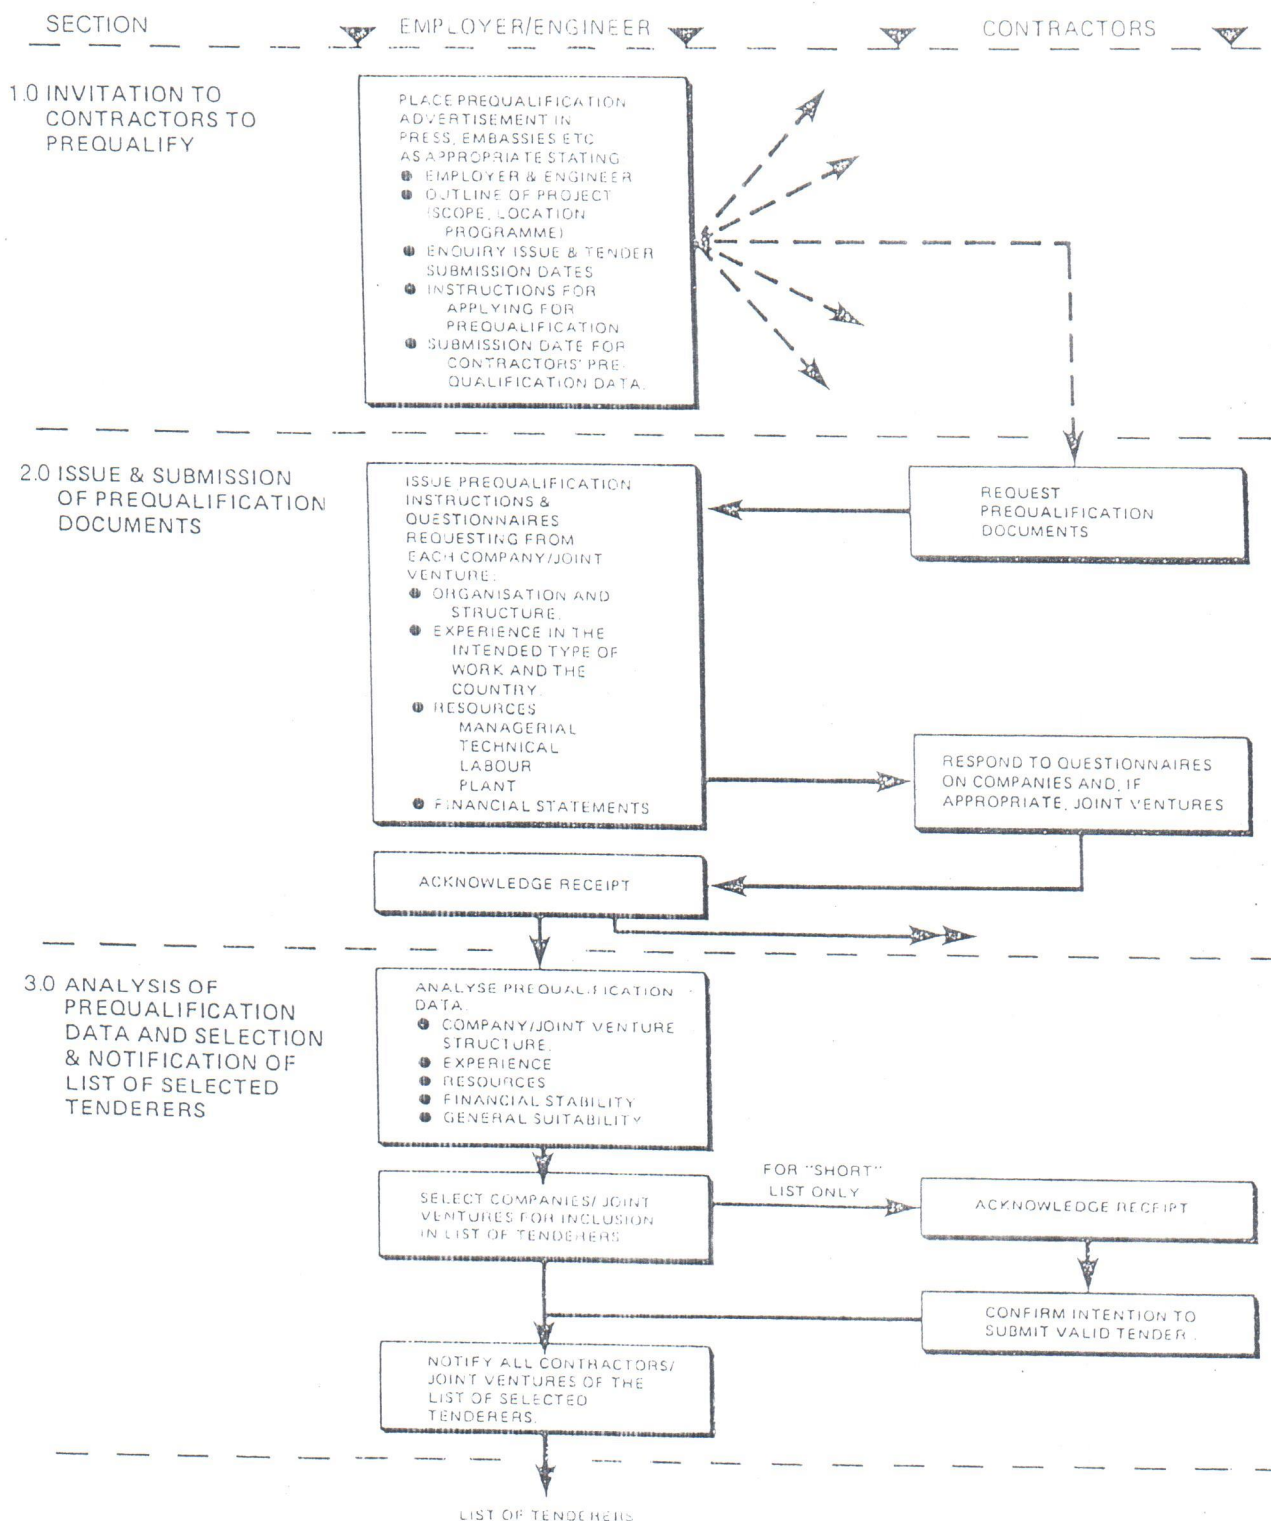 SECTION
EMPLOYER/ENGINEER
CONTRACTORS
1.0 INVITATION TO
CONTRACTORS TO
PREQUALIFY
PLACE PREQUALIFICATION
ADVERTISEMENT IN
PRESS, EMBASSIES ETC
AS APPROPRIATE STATING
EMPLOYER & ENGINEER
OUTLINE OF PROJECT
(SCOPE, LOCATION
PROGRAMME)
ENQUIRY ISSUE & TENDER
SUBMISSION DATES
INSTRUCTIONS FOR
APPLYING FOR
PREQUALIFICATION
SUBMISSION DATE FOR
CONTRACTORS' PRE-
QUALIFICATION DATA.
2.0 ISSUE & SUBMISSION
OF PREQUALIFICATION
DOCUMENTS
ISSUE PREQUALIFICATION
INSTRUCTIONS &
QUESTIONNAIRES
REQUESTING FROM
EACH COMPANY/JOINT
VENTURE.
ORGANISATION AND
STRUCTURE.
EXPERIENCE IN THE
INTENDED TYPE OF
WORK AND THE
COUNTRY.
RESOURCES
MANAGERIAL
TECHNICAL
LABOUR
PLANT
FINANCIAL STATEMENTS
REQUEST
PREQUALIFICATION
DOCUMENTS
RESPOND TO QUESTIONNAIRES
ON COMPANIES AND, IF
APPROPRIATE, JOINT VENTURES
ACKNOWLEDGE RECEIPT
3.0 ANALYSIS OF
PREQUALIFICATION
DATA AND SELECTION
& NOTIFICATION OF
LIST OF SELECTED
TENDERERS
ANALYSE PREQUALIFICATION
DATA.
COMPANY/JOINT VENTURE
STRUCTURE.
EXPERIENCE
RESOURCES
FINANCIAL STABILITY
GENERAL SUITABILITY
SELECT COMPANIES/JOINT
VENTURES FOR INCLUSION
IN LIST OF TENDERERS
FOR "SHORT"
LIST ONLY
ACKNOWLEDGE RECEIPT
CONFIRM INTENTION TO
SUBMIT VALID TENDER.
NOTIFY ALL CONTRACTORS/
JOINT VENTURES OF THE
LIST OF SELECTED
TENDERERS.
LIST OF TENDERERS